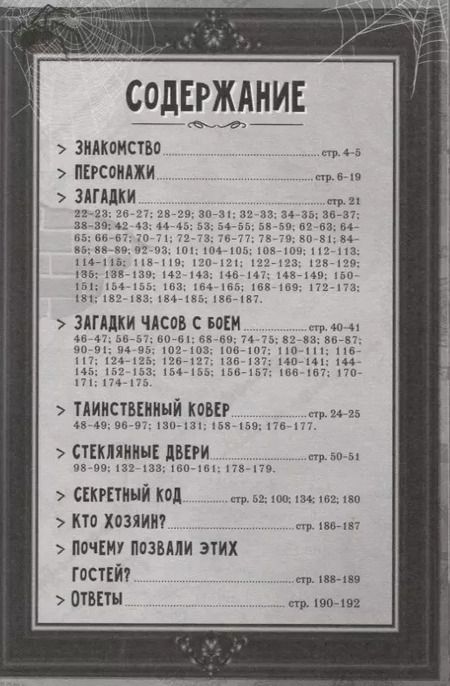 СОДЕРЖАНИЕ
> ЗНАКОМСТВО стр. 4-5
> ПЕРСОНАЖИ стр. 6-19
> ЗАГАДКИ стр. 21
22-23; 26-27; 28-29; 30-31; 32-33; 34-35; 36-37;
38-39; 42-43; 44-45; 53; 54-55; 58-59; 62-63; 64-
65; 66-67; 70-71; 72-73; 76-77; 78-79; 80-81; 84-
85; 88-89; 92-93; 101; 104-105; 108-109; 112-113;
114-115; 118-119; 120-121; 122-123; 128-129;
135; 138-139; 142-143; 146-147; 148-149; 150-
151; 154-155; 163; 164-165; 168-169; 172-173;
181; 182-183; 184-185; 186-187.
> ЗАГАДКИ ЧАСОВ С БОЕМ стр. 40-41
46-47; 56-57; 60-61; 68-69; 74-75; 82-83; 86-87;
90-91; 94-95; 102-103; 106-107; 110-111; 116-
117; 124-125; 126-127; 136-137; 140-141; 144-
145; 152-153; 154-155; 156-157; 166-167; 170-
171; 174-175.
> ТАИНСТВЕННЫЙ КОВЕР стр. 24-25
48-49; 96-97; 130-131; 158-159; 176-177.
> СТЕКЛЯННЫЕ ДВЕРИ стр. 50-51
98-99; 132-133; 160-161; 178-179.
> СЕКРЕТНЫЙ КОД стр. 52; 100; 134; 162; 180
> КТО ХОЗЯИН? стр. 186-187
> ПОЧЕМУ ПОЗВАЛИ ЭТИХ
ГОСТЕЙ? стр. 188-189
> ОТВЕТЫ стр. 190-192